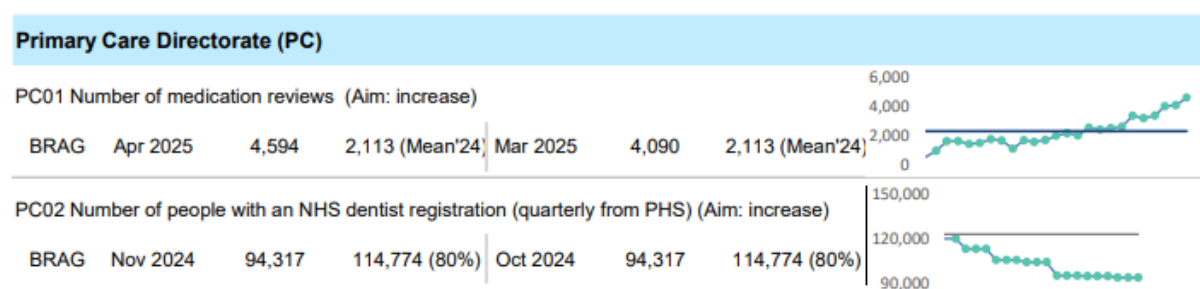 Primary Care Directorate (PC)
PC01 Number of medication reviews (Aim: increase)
BRAG Apr 2025 4,594 2,113 (Mean'24) Mar 2025 4,090 2,113 (Mean'24)
6,000
4,000
2,000
0
PC02 Number of people with an NHS dentist registration (quarterly from PHS) (Aim: increase)
BRAG Nov 2024 94,317 114,774 (80%) Oct 2024 94,317 114,774 (80%)
150,000
120,000
90,000